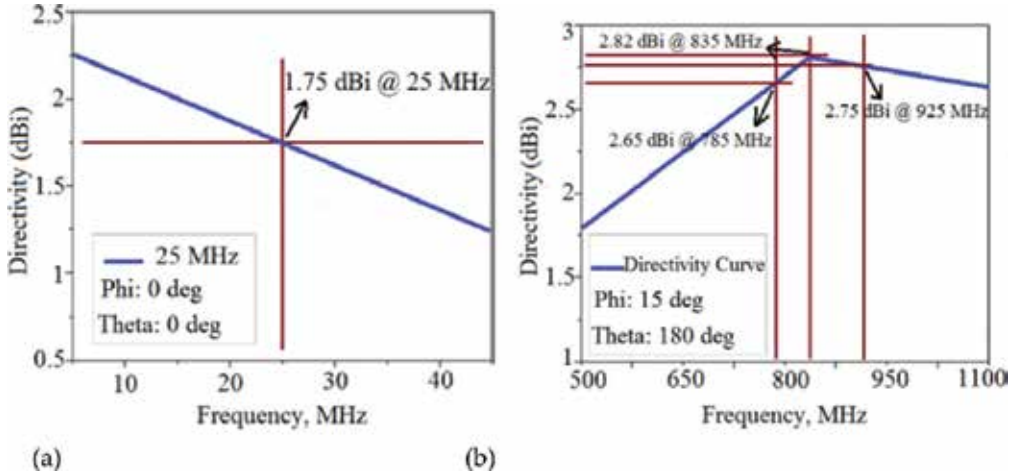 2.5
2
1.5
1
0.5
Directivity (dBi)
1.75 dBi @ 25 MHz
25 MHz
Phi: 0 deg
Theta: 0 deg
10 20 30 40
Frequency, MHz
(a)
3
2.5
2
1.5
1
Directivity (dBi)
2.82 dBi @ 835 MHz
2.75 dBi @ 925 MHz
2.65 dBi @ 785 MHz
Directivity Curve
Phi: 15 deg
Theta: 180 deg
500 650 800 950 1100
Frequency, MHz
(b)